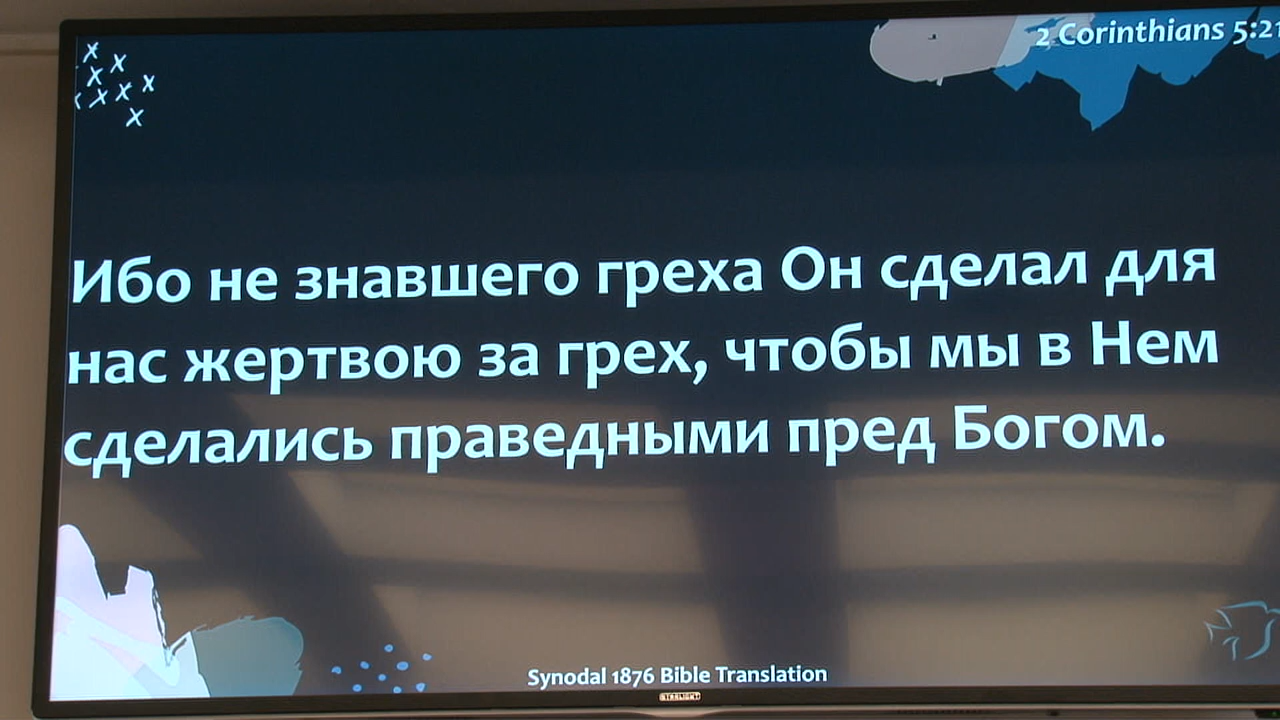 2 Corinthians 5:21
Ибо не знавшего греха Он сделал для
нас жертвою за грех, чтобы мы в Нем
сделались праведными пред Богом.
Synodal 1876 Bible Translation
STARLIGHT